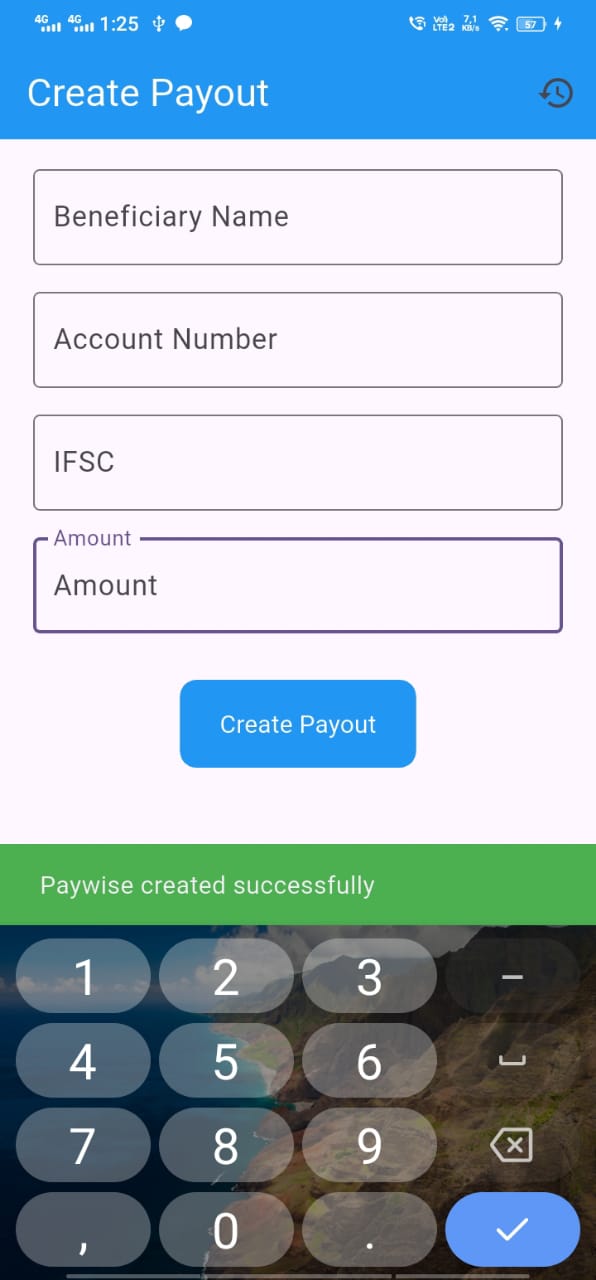 4G 4G 1:25 Vo) LTE2 7,1 KB/s 57
Create Payout
Beneficiary Name
Account Number
IFSC
Amount
Amount
Create Payout
Paywise created successfully
1 2 3 –
4 5 6
7 8 9
, 0 .